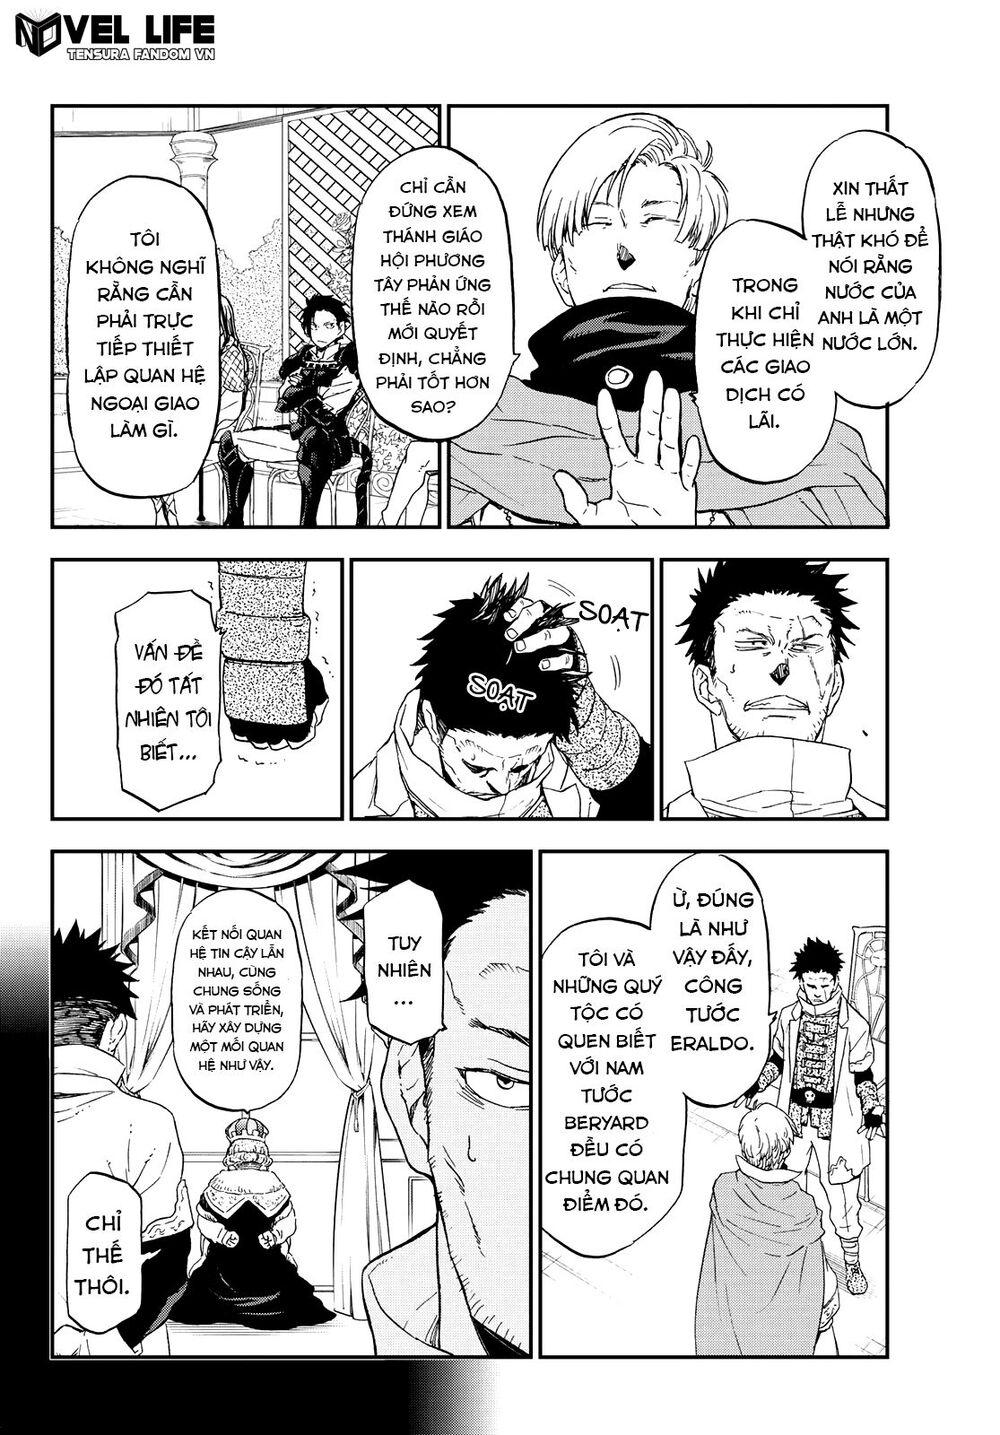 NOVEL LIFE
TENSURA FANDOM VN
XIN THẤT
LỄ NHƯNG
THẬT KHÓ ĐỂ
NÓI RẰNG
NƯỚC CỦA
ANH LÀ MỘT
NƯỚC LỚN.
TRONG
KHI CHỈ
THỰC HIỆN
CÁC GIAO
DỊCH CÓ
LÃI.
CHỈ CẦN
ĐỨNG XEM
THÁNH GIÁO
HỘI PHƯƠNG
TÂY PHẢN ỨNG
THẾ NÀO RỒI
MỚI QUYẾT
ĐỊNH, CHẲNG
PHẢI TỐT HƠN
SAO?
TÔI
KHÔNG NGHĨ
RẰNG CẦN
PHẢI TRỰC
TIẾP THIẾT
LẬP QUAN HỆ
NGOẠI GIAO
LÀM GÌ.
SOẠT
SOẠT
VẤN ĐỀ
ĐÓ TẤT
NHIÊN TÔI
BIẾT...
Ừ, ĐÚNG
LÀ NHƯ
VẬY ĐẤY,
CÔNG
TƯỚC
ERALDO.
TÔI VÀ
NHỮNG QUÝ
TỘC CÓ
QUEN BIẾT
VỚI NAM
TƯỚC
BERYARD
ĐỀU CÓ
CHUNG QUAN
ĐIỂM ĐÓ.
TUY
NHIÊN
...
KẾT NỐI QUAN
HỆ TIN CẬY LẪN
NHAU, CÙNG
CHUNG SỐNG
VÀ PHÁT TRIỂN,
HÃY XÂY DỰNG
MỘT MỐI QUAN
HỆ NHƯ VẬY.
CHỈ
THẾ
THÔI.